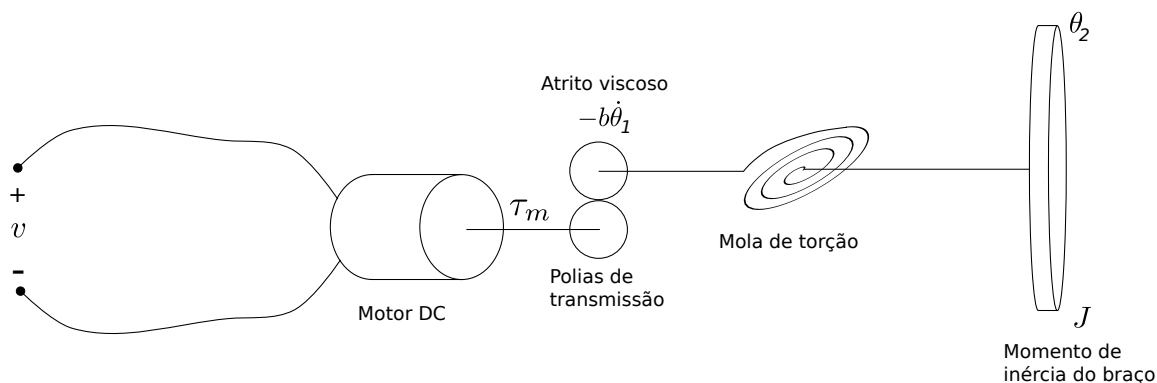 θ₂
Atrito viscoso
−bθ̇₁
+
v
-
τₘ
Mola de torção
Polias de
transmissão
Motor DC
J
Momento de
inércia do braço